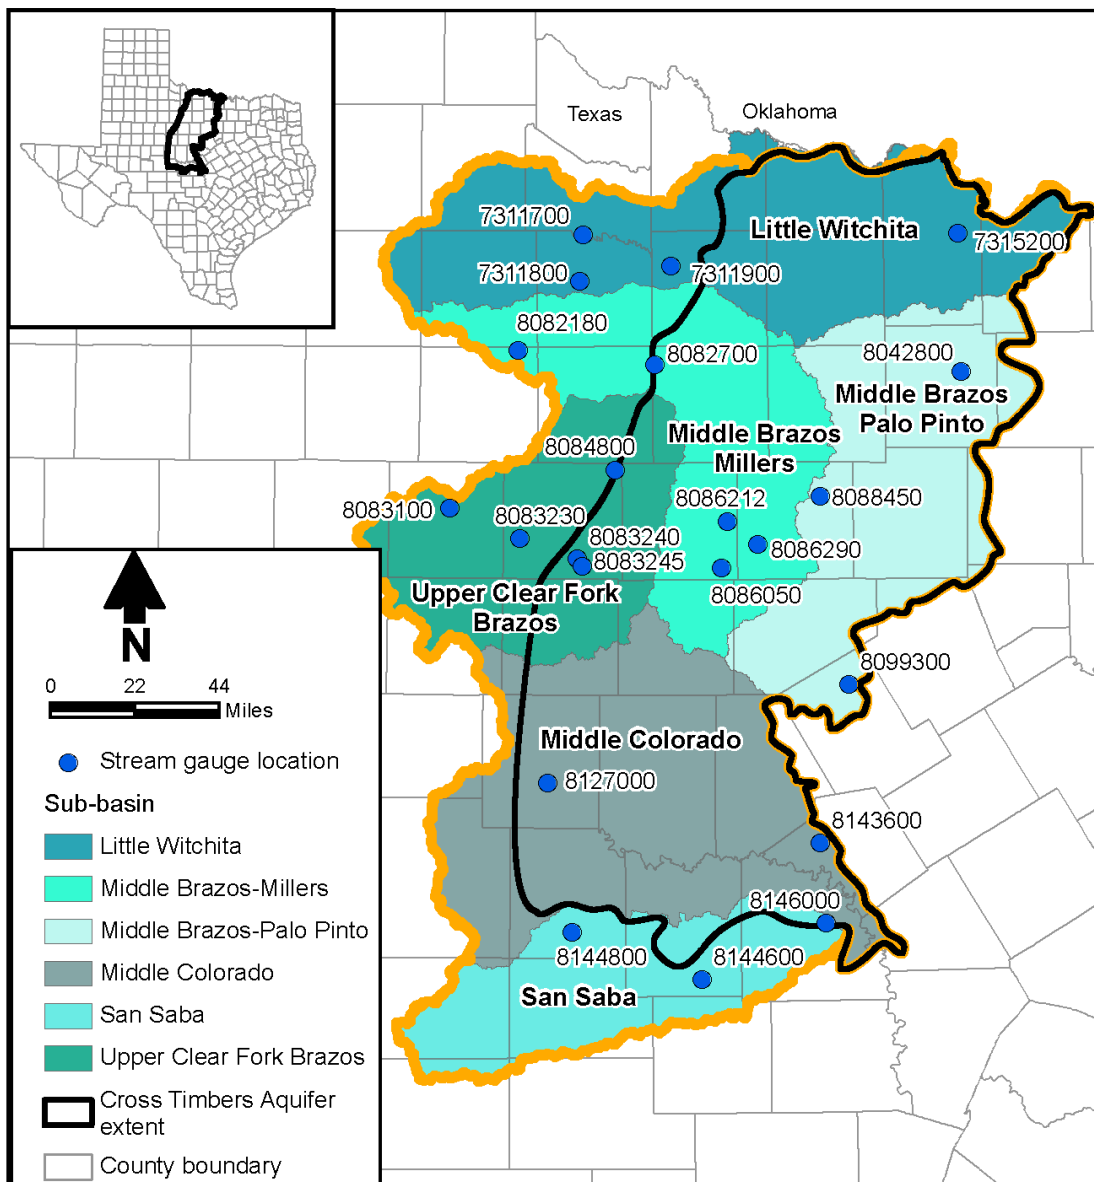 Texas
Oklahoma
7311700
Little Witchita
7315200
7311800
7311900
8082180
8082700
8042800
Middle Brazos
Palo Pinto
Middle Brazos
Millers
8084800
8086212
8088450
8083100
8083230
8083240
8083245
8086290
8086050
Upper Clear Fork
Brazos
8099300
Middle Colorado
8127000
8143600
8146000
8144800
8144600
San Saba
N
0 22 44
Miles
Stream gauge location
Sub-basin
Little Witchita
Middle Brazos-Millers
Middle Brazos-Palo Pinto
Middle Colorado
San Saba
Upper Clear Fork Brazos
Cross Timbers Aquifer
extent
County boundary